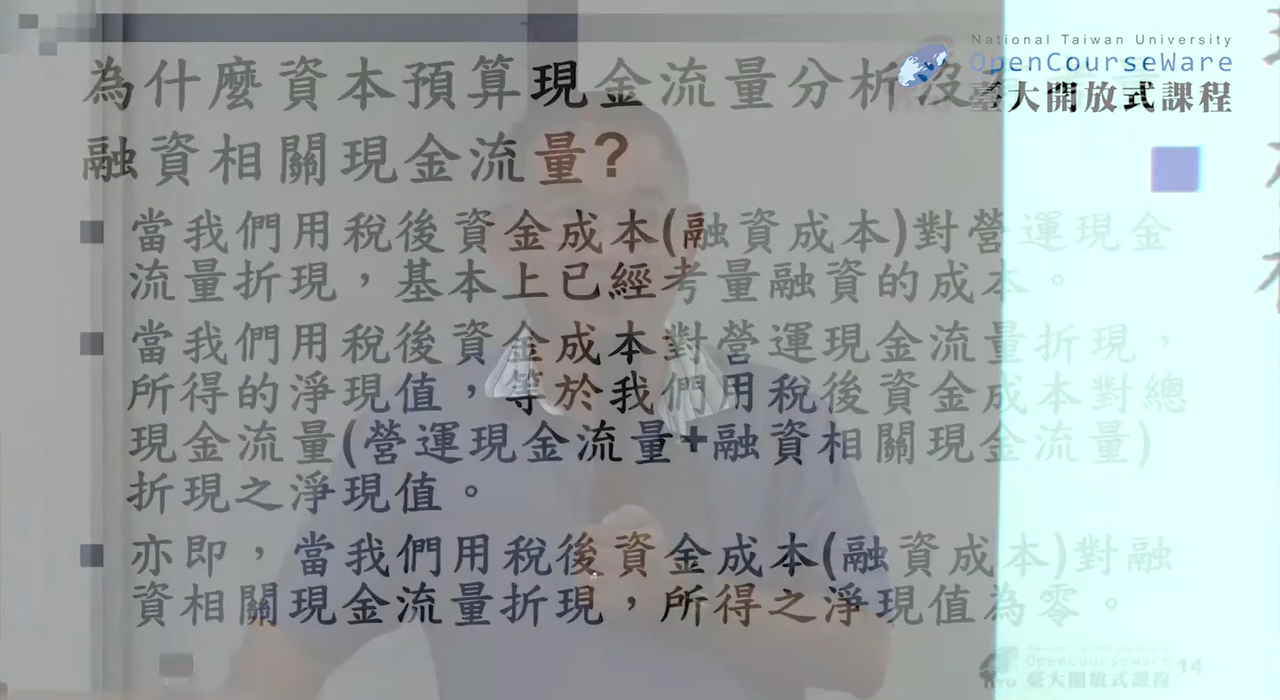 National Taiwan University
OpenCourseWare
臺大開放式課程
為什麼資本預算現金流量分析沒
融資相關現金流量?
當我們用稅後資金成本(融資成本)對營運現金
流量折現，基本上已經考量融資的成本。
當我們用稅後資金成本對營運現金流量折現，
所得的淨現值，等於我們用稅後資金成本對總
現金流量(營運現金流量+融資相關現金流量)
折現之淨現值。
亦即，當我們用稅後資金成本(融資成本)對融
資相關現金流量折現，所得之淨現值為零。
OpenCourseWare 14
臺大開放式課程